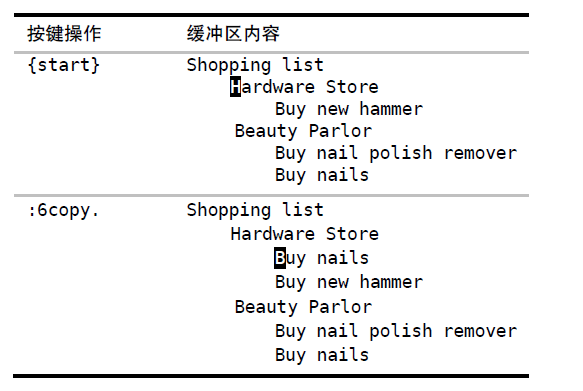 按键操作 缓冲区内容
{start} Shopping list
Hardware Store
Buy new hammer
Beauty Parlor
Buy nail polish remover
Buy nails
:6copy. Shopping list
Hardware Store
Buy nails
Buy new hammer
Beauty Parlor
Buy nail polish remover
Buy nails